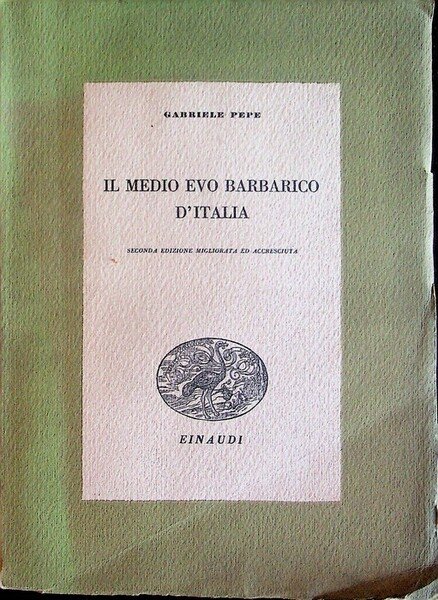 GABRIELE PEPE
IL MEDIO EVO BARBARICO
D'ITALIA
SECONDA EDIZIONE MIGLIORATA ED ACCRESCIUTA
EINAUDI